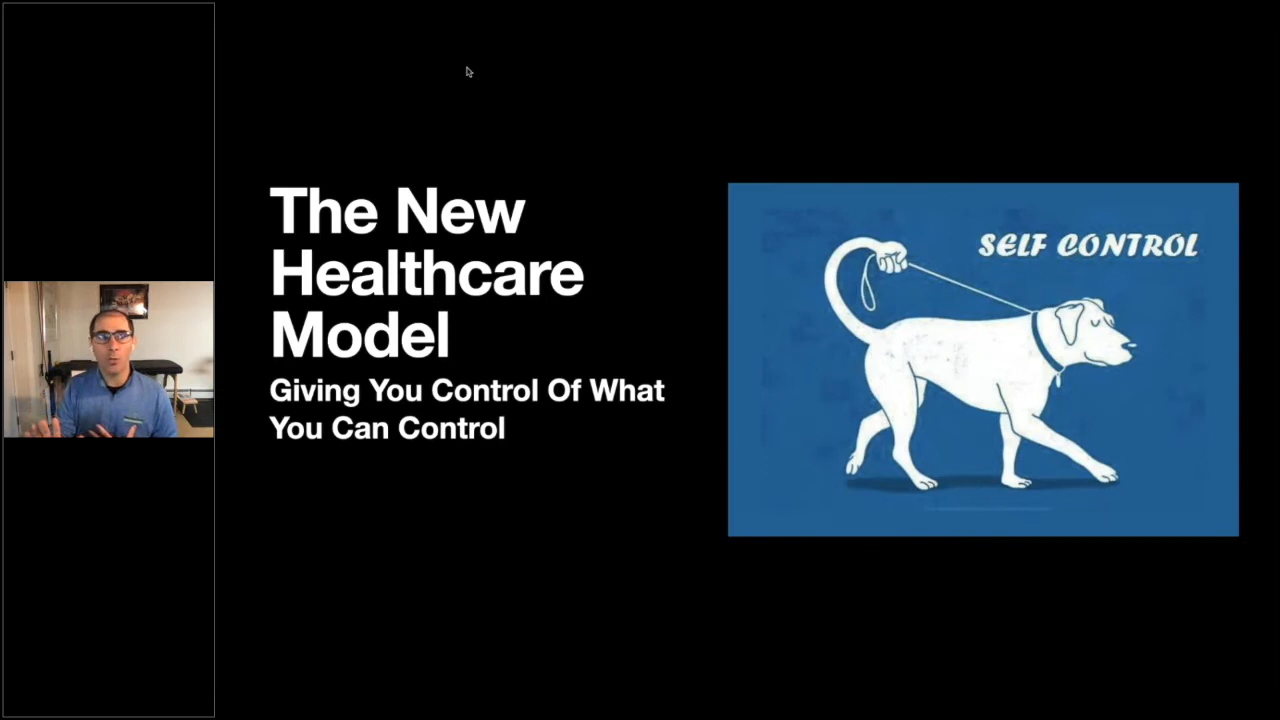 The New
Healthcare
Model
Giving You Control Of What
You Can Control
SELF CONTROL